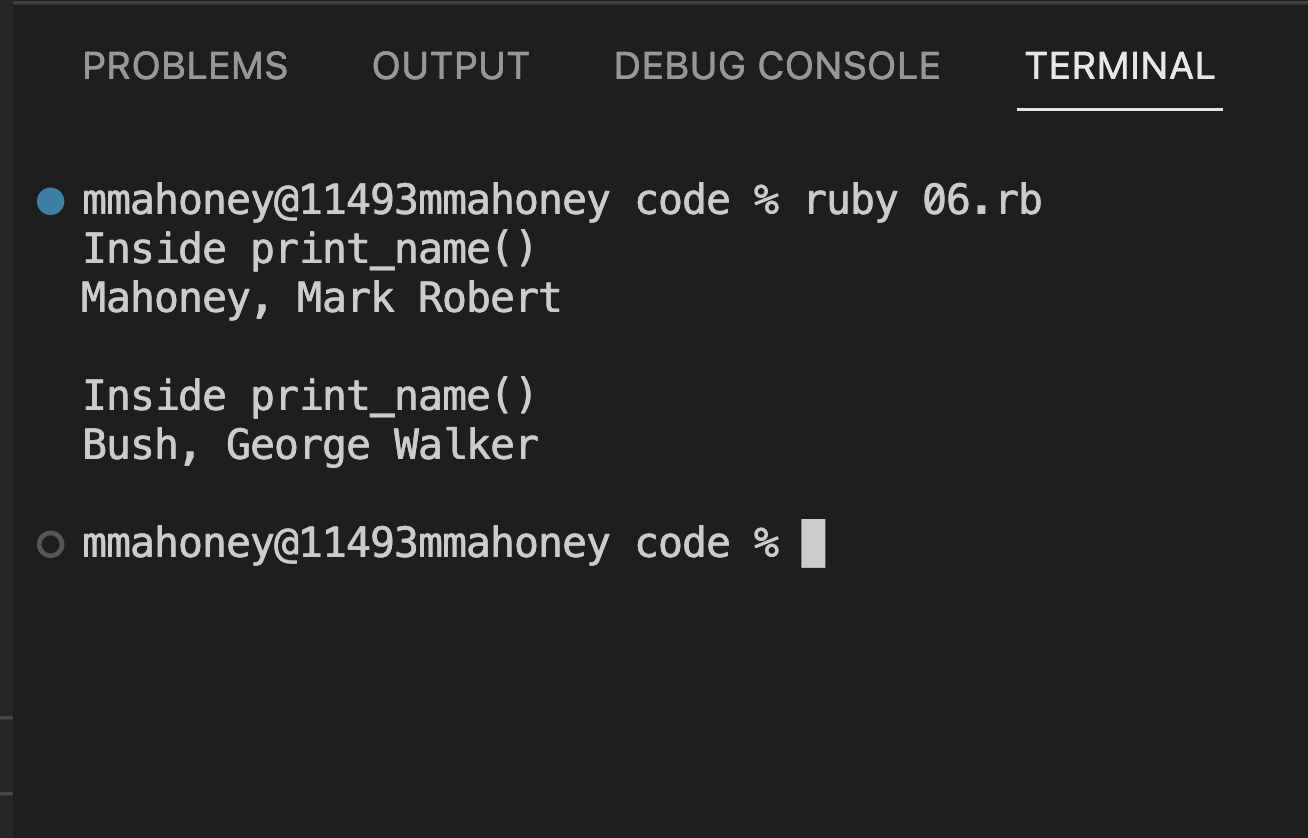 PROBLEMS OUTPUT DEBUG CONSOLE TERMINAL
mmahoney@11493mmahoney code % ruby 06.rb
Inside print_name()
Mahoney, Mark Robert
Inside print_name()
Bush, George Walker
mmahoney@11493mmahoney code %